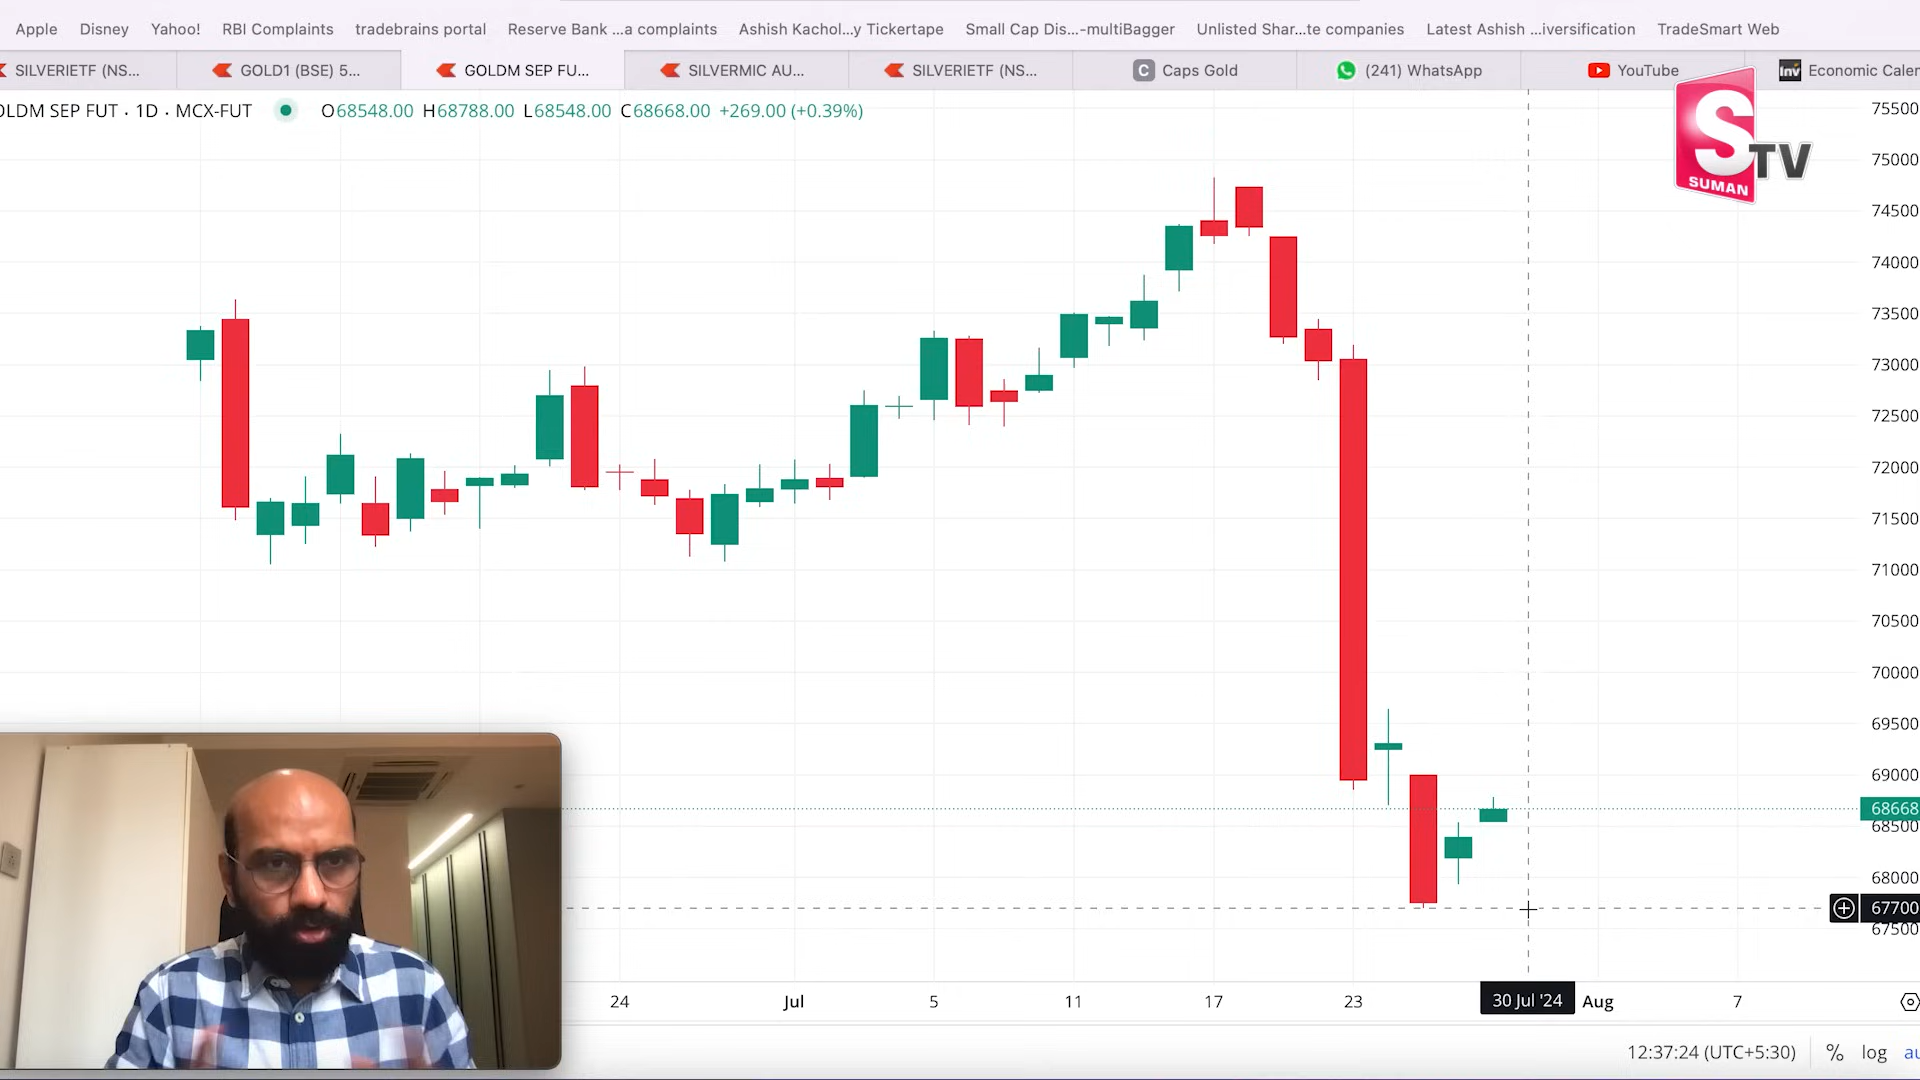 Apple Disney Yahoo! RBI Complaints tradebrains portal Reserve Bank ...a complaints Ashish Kachol...y Tickertape Small Cap Dis...-multiBagger Unlisted Shar...te companies Latest Ashish ...iversification TradeSmart Web
SILVERIETF (NS... GOLD1 (BSE) 5... GOLDM SEP FU... SILVERMIC AU... SILVERIETF (NS... C Caps Gold (241) WhatsApp YouTube Inv Economic Caler
OLDM SEP FUT · 1D · MCX-FUT O68548.00 H68788.00 L68548.00 C68668.00 +269.00 (+0.39%)
S TV
SUMAN
75500
75000
74500
74000
73500
73000
72500
72000
71500
71000
70500
70000
69500
69000
68668
68500
68000
67700
67500
24 Jul 5 11 17 23 30 Jul '24 Aug 7
12:37:24 (UTC+5:30) % log au